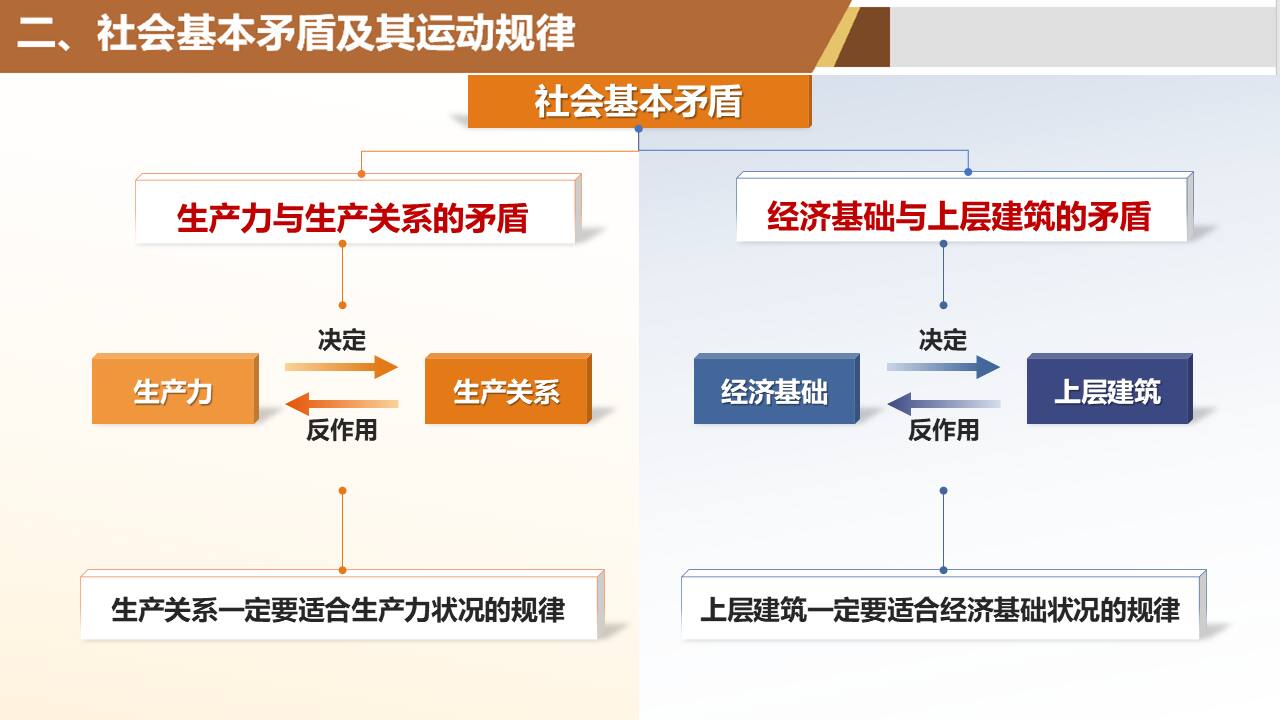 二、社会基本矛盾及其运动规律
社会基本矛盾
生产力与生产关系的矛盾
经济基础与上层建筑的矛盾
决定
生产力
生产关系
反作用
决定
经济基础
上层建筑
反作用
生产关系一定要适合生产力状况的规律
上层建筑一定要适合经济基础状况的规律